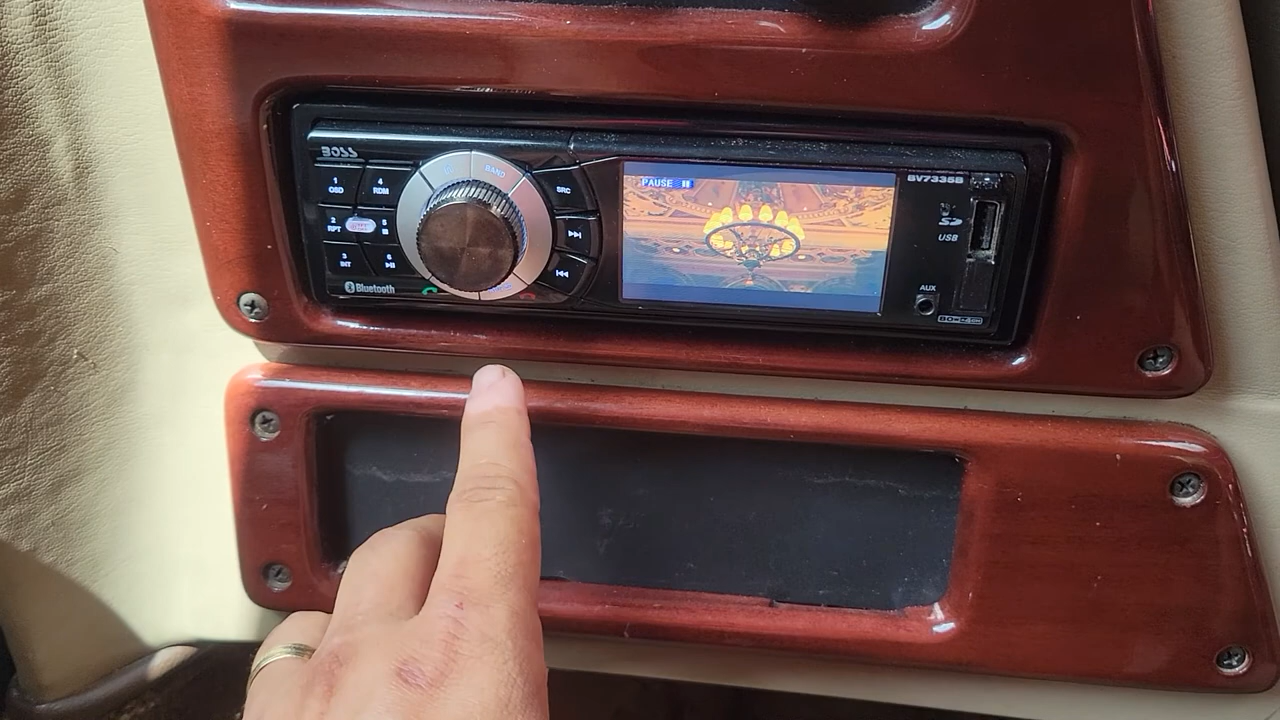 BOSS
1
OSD
4
RDM
2
RPT
5
3
INT
6
Bluetooth
BAND
SRC
PAUSE
BV7335B
SD
USB
AUX